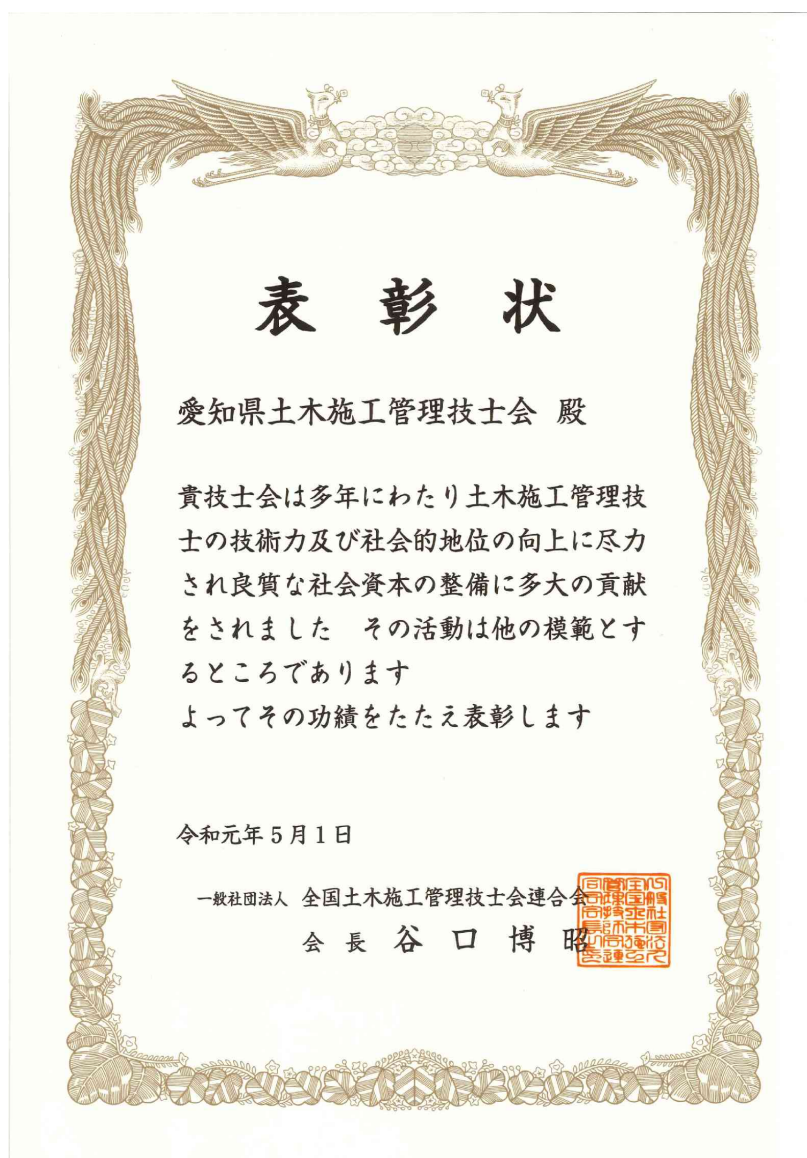 表彰状
愛知県土木施工管理技士会 殿
貴技士会は多年にわたり土木施工管理技
士の技術力及び社会的地位の向上に尽力
され良質な社会資本の整備に多大の貢献
をされました　その活動は他の模範とす
るところであります
よってその功績をたたえ表彰します
令和元年5月1日
一般社団法人 全国土木施工管理技士会連合会
会長 谷口博昭